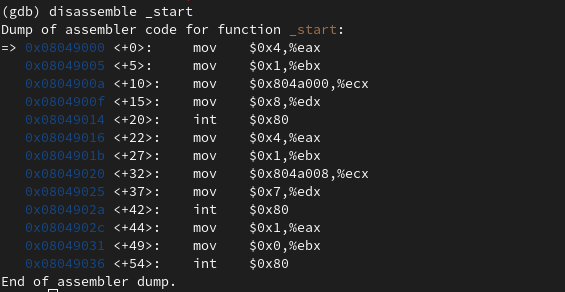 (gdb) disassemble _start
Dump of assembler code for function _start:
=> 0x08049000 <+0>:     mov    $0x4,%eax
   0x08049005 <+5>:     mov    $0x1,%ebx
   0x0804900a <+10>:    mov    $0x804a000,%ecx
   0x0804900f <+15>:    mov    $0x8,%edx
   0x08049014 <+20>:    int    $0x80
   0x08049016 <+22>:    mov    $0x4,%eax
   0x0804901b <+27>:    mov    $0x1,%ebx
   0x08049020 <+32>:    mov    $0x804a008,%ecx
   0x08049025 <+37>:    mov    $0x7,%edx
   0x0804902a <+42>:    int    $0x80
   0x0804902c <+44>:    mov    $0x1,%eax
   0x08049031 <+49>:    mov    $0x0,%ebx
   0x08049036 <+54>:    int    $0x80
End of assembler dump.